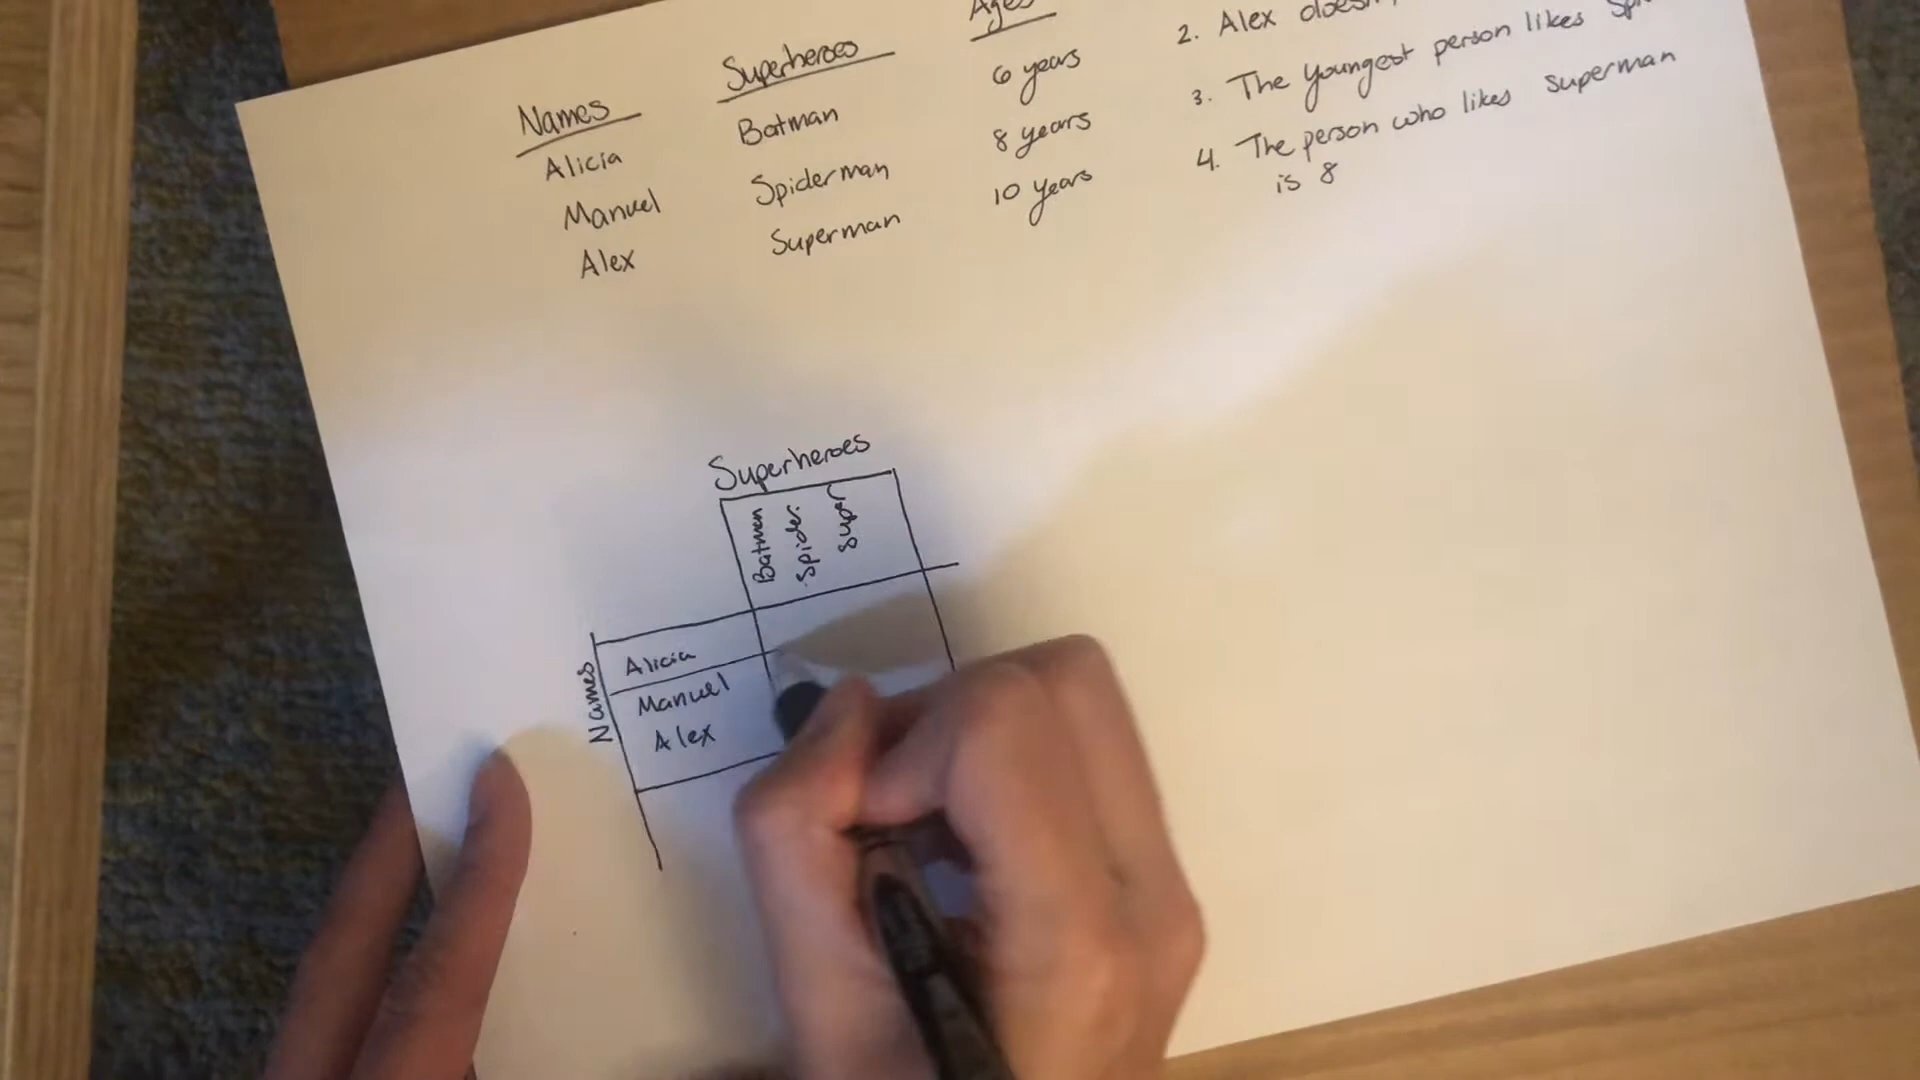 Names
Alicia
Manuel
Alex
Superheroes
Batman
Spiderman
Superman
Ages
6 years
8 years
10 years
2. Alex
3. The youngest person likes
4. The person who likes Superman
is 8
Superheroes
Batman
Spider.
Super
Names
Alicia
Manuel
Alex